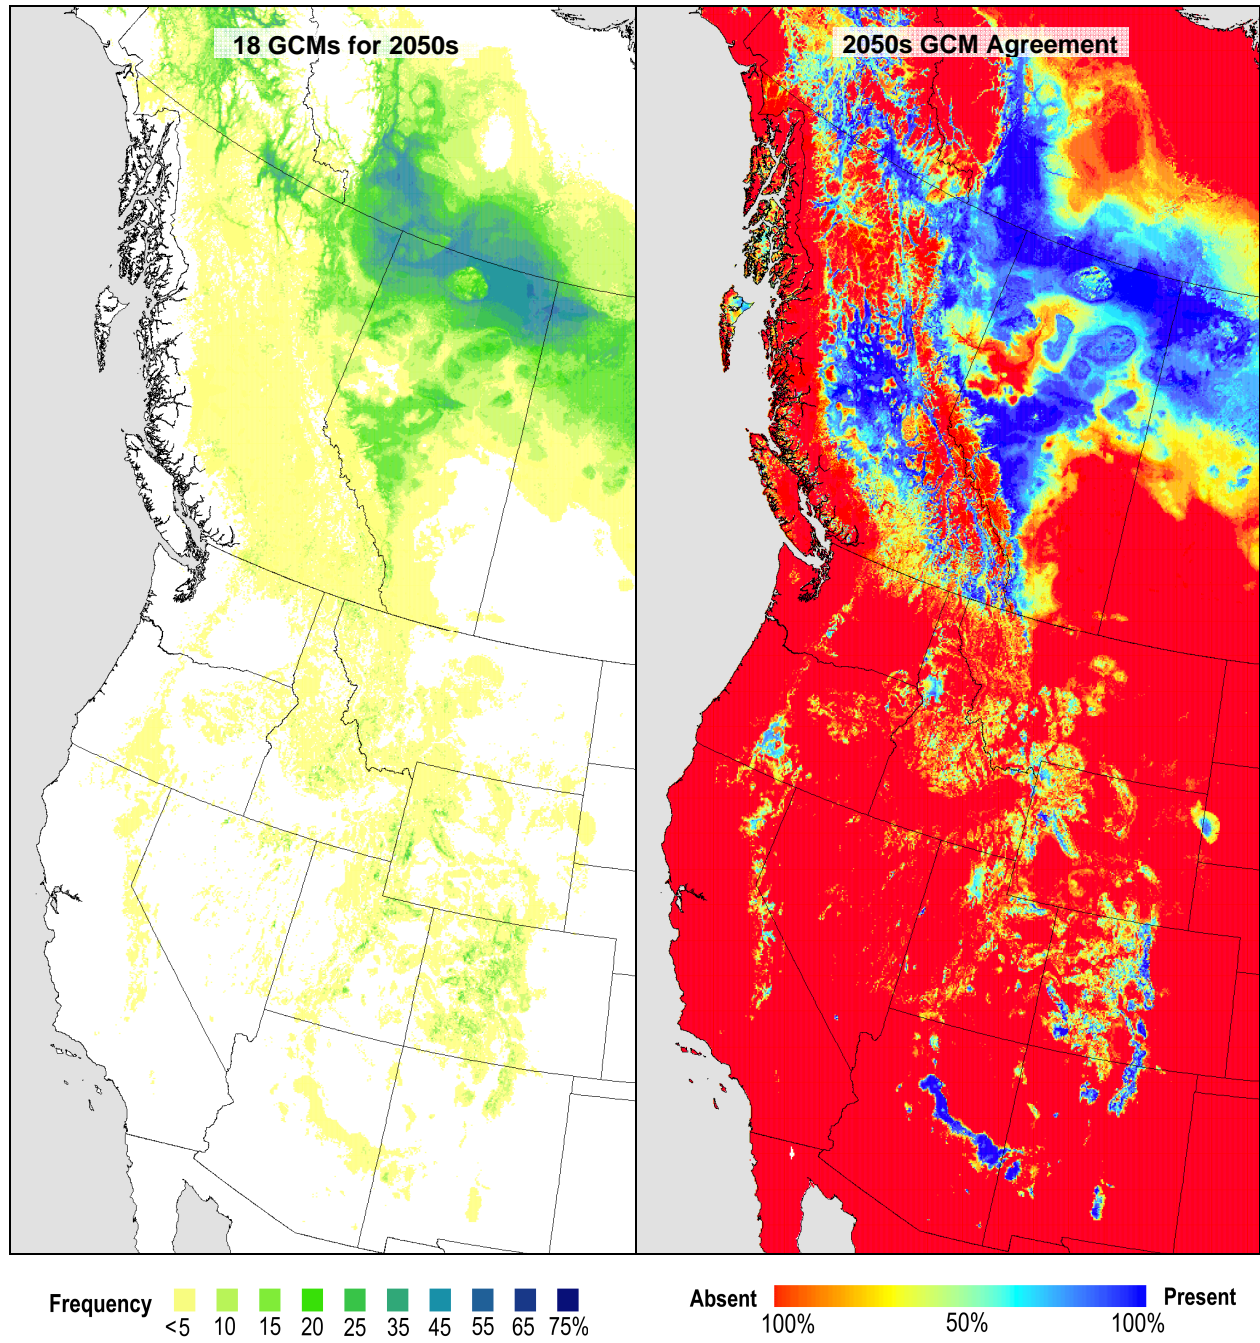 18 GCMs for 2050s
2050s GCM Agreement
Frequency
<5 10 15 20 25 35 45 55 65 75%
Absent Present
100% 50% 100%